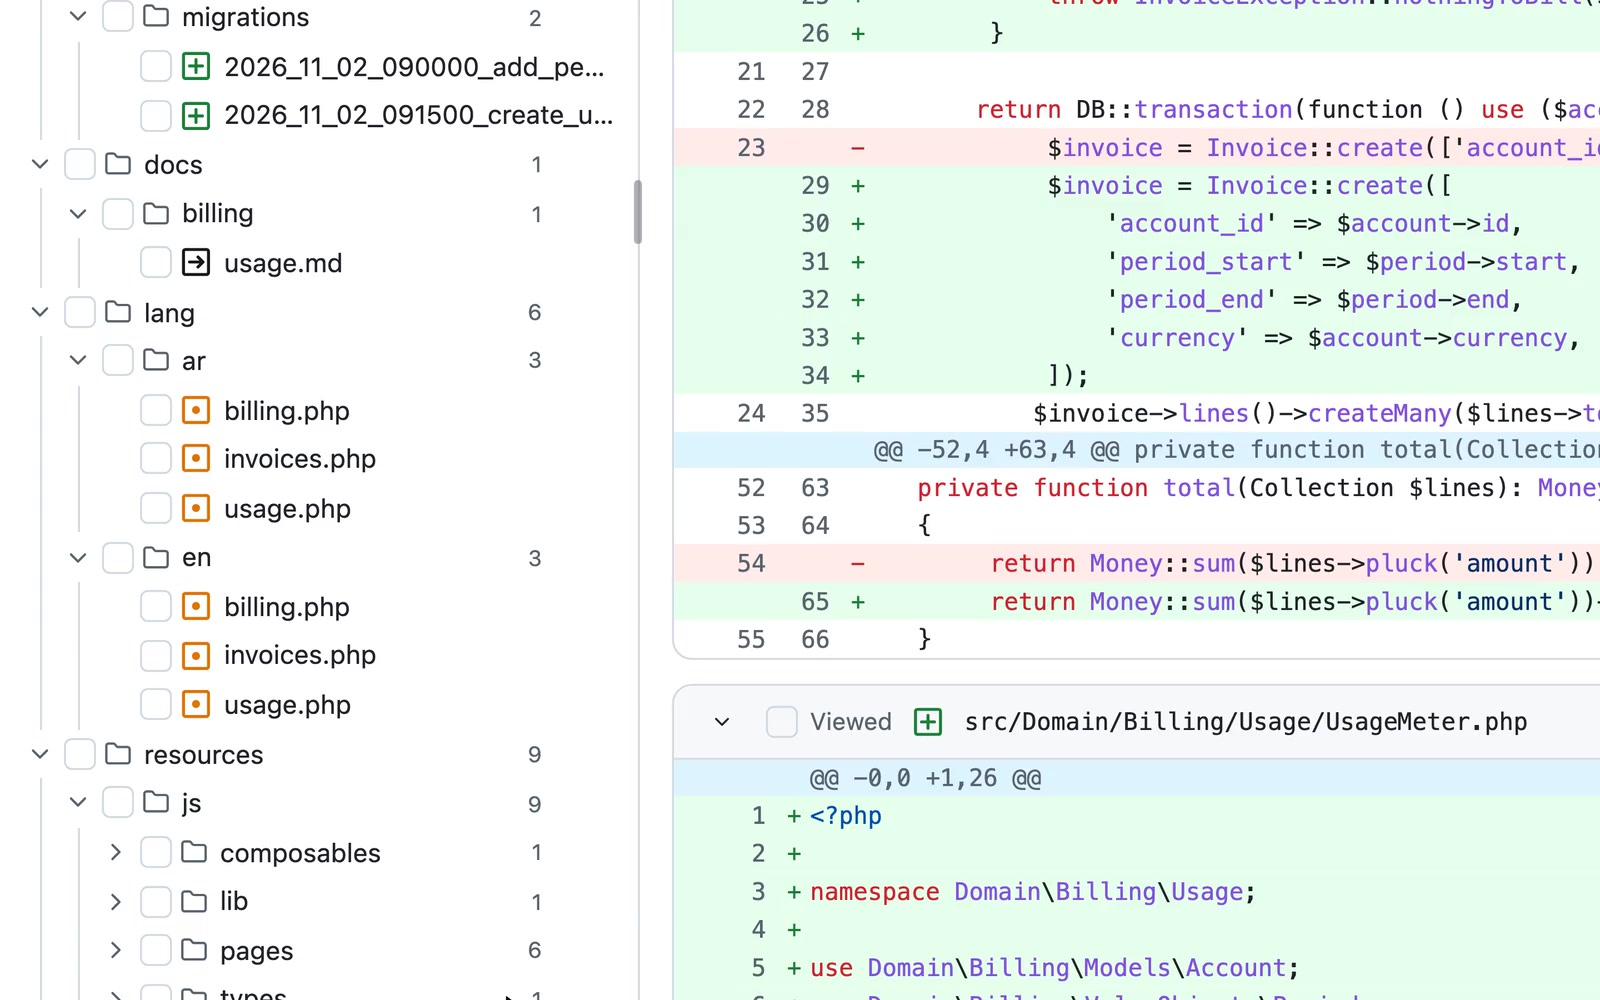 migrations 2
2026_11_02_090000_add_pe...
2026_11_02_091500_create_u...
docs 1
billing 1
usage.md
lang 6
ar 3
billing.php
invoices.php
usage.php
en 3
billing.php
invoices.php
usage.php
resources 9
js 9
composables 1
lib 1
pages 6
types 1
26 + }
21 27
22 28 return DB::transaction(function () use ($ac
23 − $invoice = Invoice::create(['account_i
29 + $invoice = Invoice::create([
30 + 'account_id' => $account->id,
31 + 'period_start' => $period->start,
32 + 'period_end' => $period->end,
33 + 'currency' => $account->currency,
34 + ]);
24 35 $invoice->lines()->createMany($lines->t
@@ −52,4 +63,4 @@ private function total(Collectio
52 63 private function total(Collection $lines): Money
53 64 {
54 − return Money::sum($lines->pluck('amount'))
65 + return Money::sum($lines->pluck('amount'))-
55 66 }
Viewed src/Domain/Billing/Usage/UsageMeter.php
@@ −0,0 +1,26 @@
1 + <?php
2 +
3 + namespace Domain\Billing\Usage;
4 +
5 + use Domain\Billing\Models\Account;